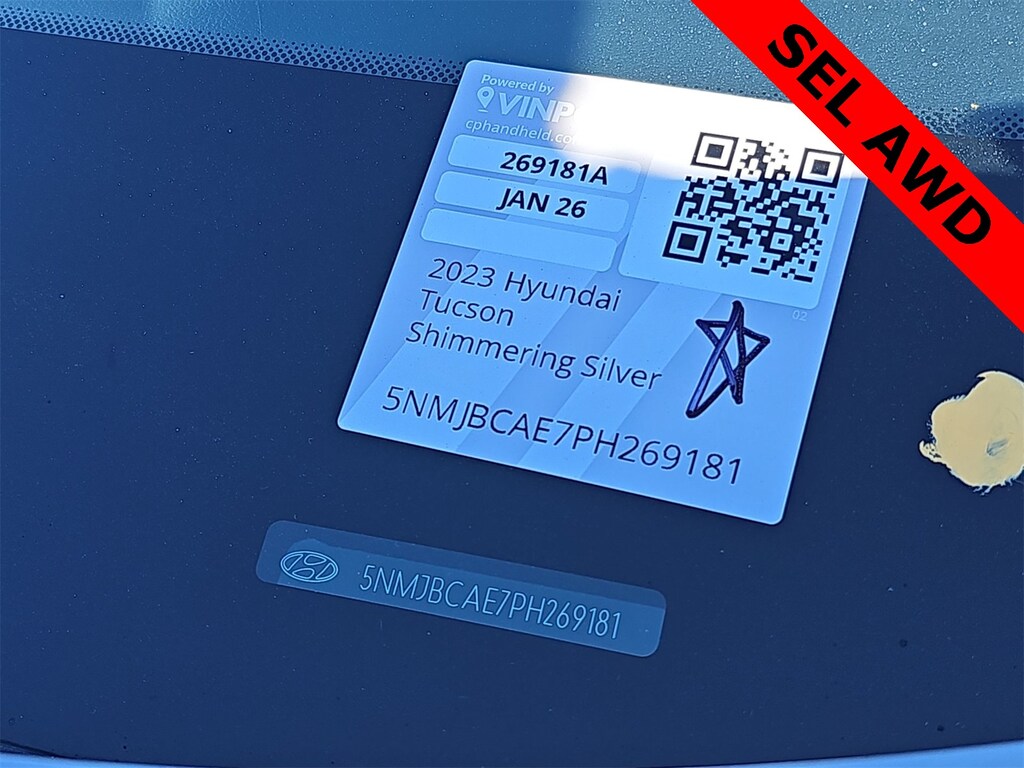 SEL AWD
Powered by
VINP
cphandheld.co
269181A
JAN 26
2023 Hyundai
Tucson
Shimmering Silver
02
5NMJBCAE7PH269181
5NMJBCAE7PH269181